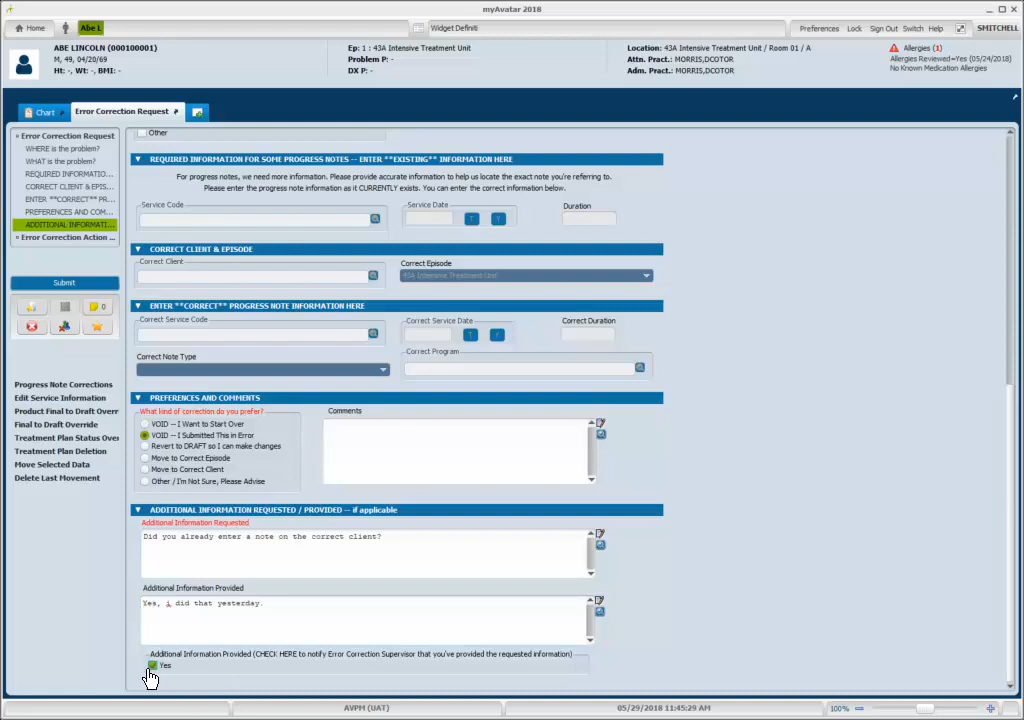 myAvatar 2018
Home
Abe L
Widget Definiti
Preferences Lock Sign Out Switch Help
SMITCHELL
ABE LINCOLN (000100001)
M, 49, 04/20/69
Ht: -, Wt: -, BMI: -
Ep: 1 : 43A Intensive Treatment Unit
Problem P: -
DX P: -
Location: 43A Intensive Treatment Unit / Room 01 / A
Attn. Pract.: MORRIS,DCOTOR
Adm. Pract.: MORRIS,DCOTOR
Allergies (1)
Allergies Reviewed=Yes (05/24/2018)
No Known Medication Allergies
Chart
Error Correction Request
Error Correction Request
WHERE is the problem?
WHAT is the problem?
REQUIRED INFORMATIO...
CORRECT CLIENT & EPIS...
ENTER **CORRECT** PR...
PREFERENCES AND COM...
ADDITIONAL INFORMATI...
Error Correction Action ...
Submit
0
Progress Note Corrections
Edit Service Information
Product Final to Draft Overr
Final to Draft Override
Treatment Plan Status Over
Treatment Plan Deletion
Move Selected Data
Delete Last Movement
Other
REQUIRED INFORMATION FOR SOME PROGRESS NOTES -- ENTER **EXISTING** INFORMATION HERE
For progress notes, we need more information. Please provide accurate information to help us locate the exact note you're referring to.
Please enter the progress note information as it CURRENTLY exists. You can enter the correct information below.
Service Code
Service Date
T
Y
Duration
CORRECT CLIENT & EPISODE
Correct Client
Correct Episode
43A Intensive Treatment Unit
ENTER **CORRECT** PROGRESS NOTE INFORMATION HERE
Correct Service Code
Correct Service Date
T
Y
Correct Duration
Correct Note Type
Correct Program
PREFERENCES AND COMMENTS
What kind of correction do you prefer?
VOID -- I Want to Start Over
VOID -- I Submitted This in Error
Revert to DRAFT so I can make changes
Move to Correct Episode
Move to Correct Client
Other / I'm Not Sure, Please Advise
Comments
ADDITIONAL INFORMATION REQUESTED / PROVIDED -- if applicable
Additional Information Requested
Did you already enter a note on the correct client?
Additional Information Provided
Yes, i did that yesterday.
Additional Information Provided (CHECK HERE to notify Error Correction Supervisor that you've provided the requested information)
Yes
AVPM (UAT)
05/29/2018 11:45:29 AM
100%